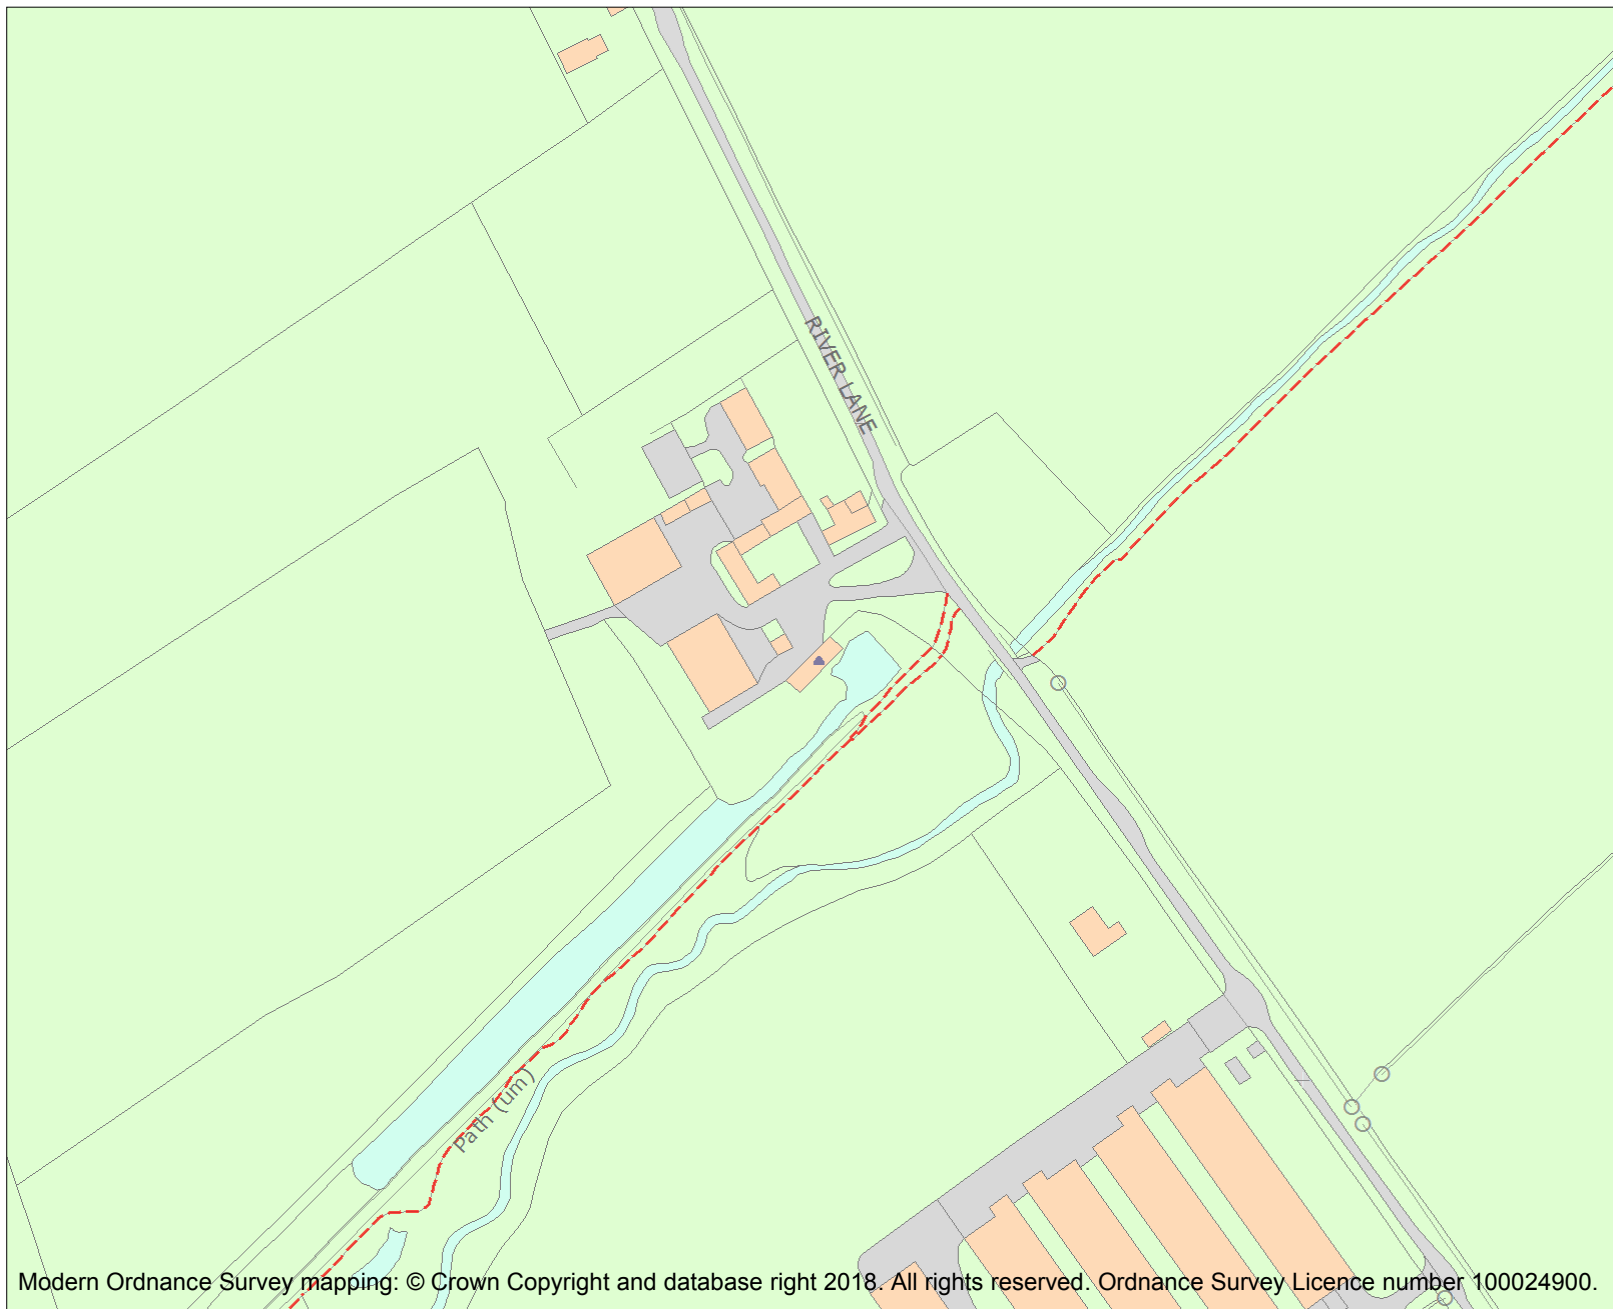 RIVER LANE
Path (um)
Modern Ordnance Survey mapping: © Crown Copyright and database right 2018. All rights reserved. Ordnance Survey Licence number 100024900.